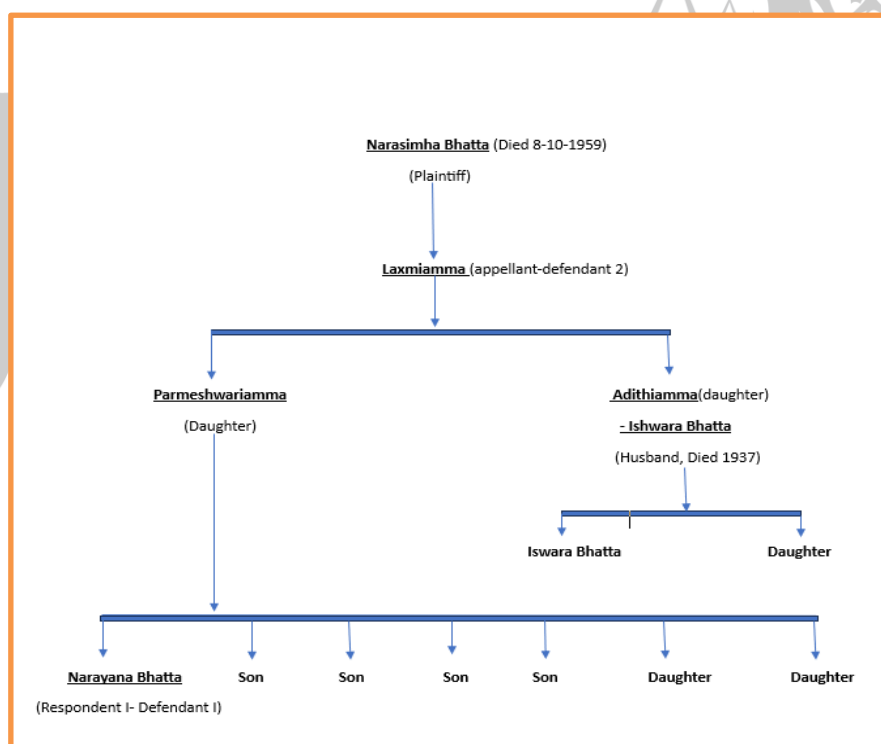 Narasimha Bhatta (Died 8-10-1959)
(Plaintiff)
Laxmiamma (appellant-defendant 2)
Parmeshwariamma
(Daughter)
Adithiamma(daughter)
- Ishwara Bhatta
(Husband, Died 1937)
Iswara Bhatta Daughter
Narayana Bhatta Son Son Son Son Daughter Daughter
(Respondent I- Defendant I)